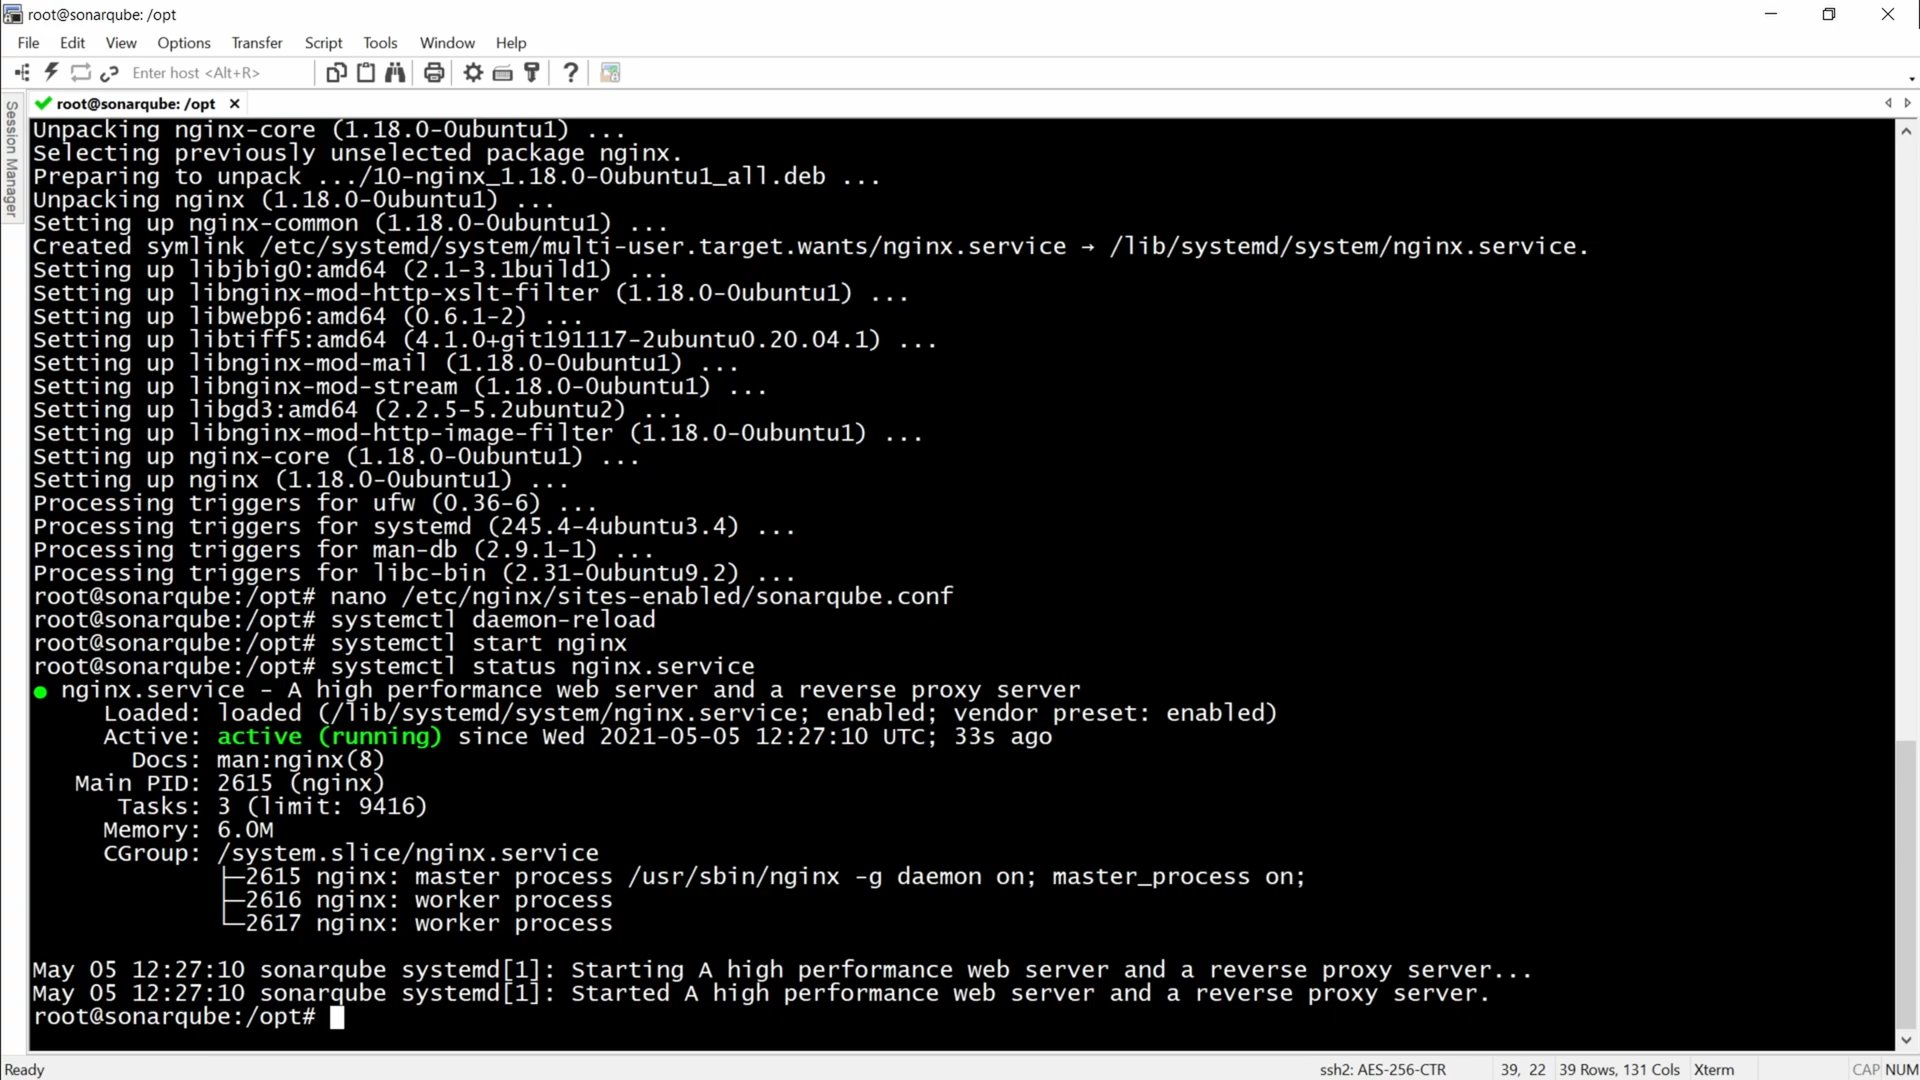 root@sonarqube: /opt
File Edit View Options Transfer Script Tools Window Help
Enter host <Alt+R>
Session Manager
root@sonarqube: /opt
Unpacking nginx-core (1.18.0-0ubuntu1) ...
Selecting previously unselected package nginx.
Preparing to unpack .../10-nginx_1.18.0-0ubuntu1_all.deb ...
Unpacking nginx (1.18.0-0ubuntu1) ...
Setting up nginx-common (1.18.0-0ubuntu1) ...
Created symlink /etc/systemd/system/multi-user.target.wants/nginx.service → /lib/systemd/system/nginx.service.
Setting up libjbig0:amd64 (2.1-3.1build1) ...
Setting up libnginx-mod-http-xslt-filter (1.18.0-0ubuntu1) ...
Setting up libwebp6:amd64 (0.6.1-2) ...
Setting up libtiff5:amd64 (4.1.0+git191117-2ubuntu0.20.04.1) ...
Setting up libnginx-mod-mail (1.18.0-0ubuntu1) ...
Setting up libnginx-mod-stream (1.18.0-0ubuntu1) ...
Setting up libgd3:amd64 (2.2.5-5.2ubuntu2) ...
Setting up libnginx-mod-http-image-filter (1.18.0-0ubuntu1) ...
Setting up nginx-core (1.18.0-0ubuntu1) ...
Setting up nginx (1.18.0-0ubuntu1) ...
Processing triggers for ufw (0.36-6) ...
Processing triggers for systemd (245.4-4ubuntu3.4) ...
Processing triggers for man-db (2.9.1-1) ...
Processing triggers for libc-bin (2.31-0ubuntu9.2) ...
root@sonarqube:/opt# nano /etc/nginx/sites-enabled/sonarqube.conf
root@sonarqube:/opt# systemctl daemon-reload
root@sonarqube:/opt# systemctl start nginx
root@sonarqube:/opt# systemctl status nginx.service
● nginx.service - A high performance web server and a reverse proxy server
Loaded: loaded (/lib/systemd/system/nginx.service; enabled; vendor preset: enabled)
Active: active (running) since Wed 2021-05-05 12:27:10 UTC; 33s ago
Docs: man:nginx(8)
Main PID: 2615 (nginx)
Tasks: 3 (limit: 9416)
Memory: 6.0M
CGroup: /system.slice/nginx.service
├─2615 nginx: master process /usr/sbin/nginx -g daemon on; master_process on;
├─2616 nginx: worker process
└─2617 nginx: worker process
May 05 12:27:10 sonarqube systemd[1]: Starting A high performance web server and a reverse proxy server...
May 05 12:27:10 sonarqube systemd[1]: Started A high performance web server and a reverse proxy server.
root@sonarqube:/opt#
Ready ssh2: AES-256-CTR 39, 22 39 Rows, 131 Cols Xterm CAP NUM